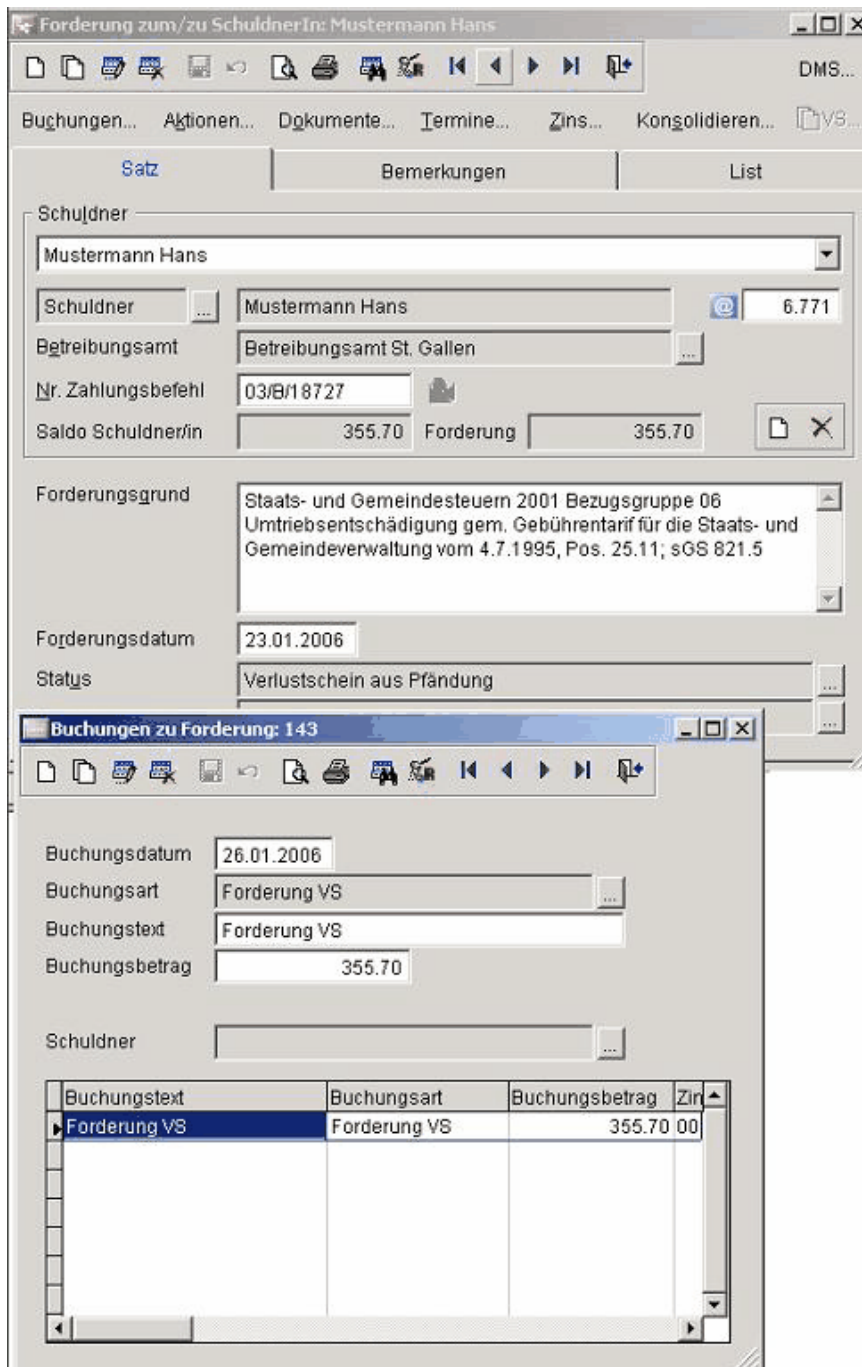 Forderung zum/zu SchuldnerIn: Mustermann Hans
DMS...
Buchungen... Aktionen... Dokumente... Termine... Zins... Konsolidieren... VS...
Satz Bemerkungen List
Schuldner
Mustermann Hans
Schuldner ... Mustermann Hans @ 6.771
Betreibungsamt Betreibungsamt St. Gallen ...
Nr. Zahlungsbefehl 03/B/18727
Saldo Schuldner/in 355.70 Forderung 355.70
Forderungsgrund Staats- und Gemeindesteuern 2001 Bezugsgruppe 06
Umtriebsentschädigung gem. Gebührentarif für die Staats- und
Gemeindeverwaltung vom 4.7.1995, Pos. 25.11; sGS 821.5
Forderungsdatum 23.01.2006
Status Verlustschein aus Pfändung ...
...
Buchungen zu Forderung: 143
Buchungsdatum 26.01.2006
Buchungsart Forderung VS ...
Buchungstext Forderung VS
Buchungsbetrag 355.70
Schuldner ...
Buchungstext Buchungsart Buchungsbetrag Zin
Forderung VS Forderung VS 355.70 00